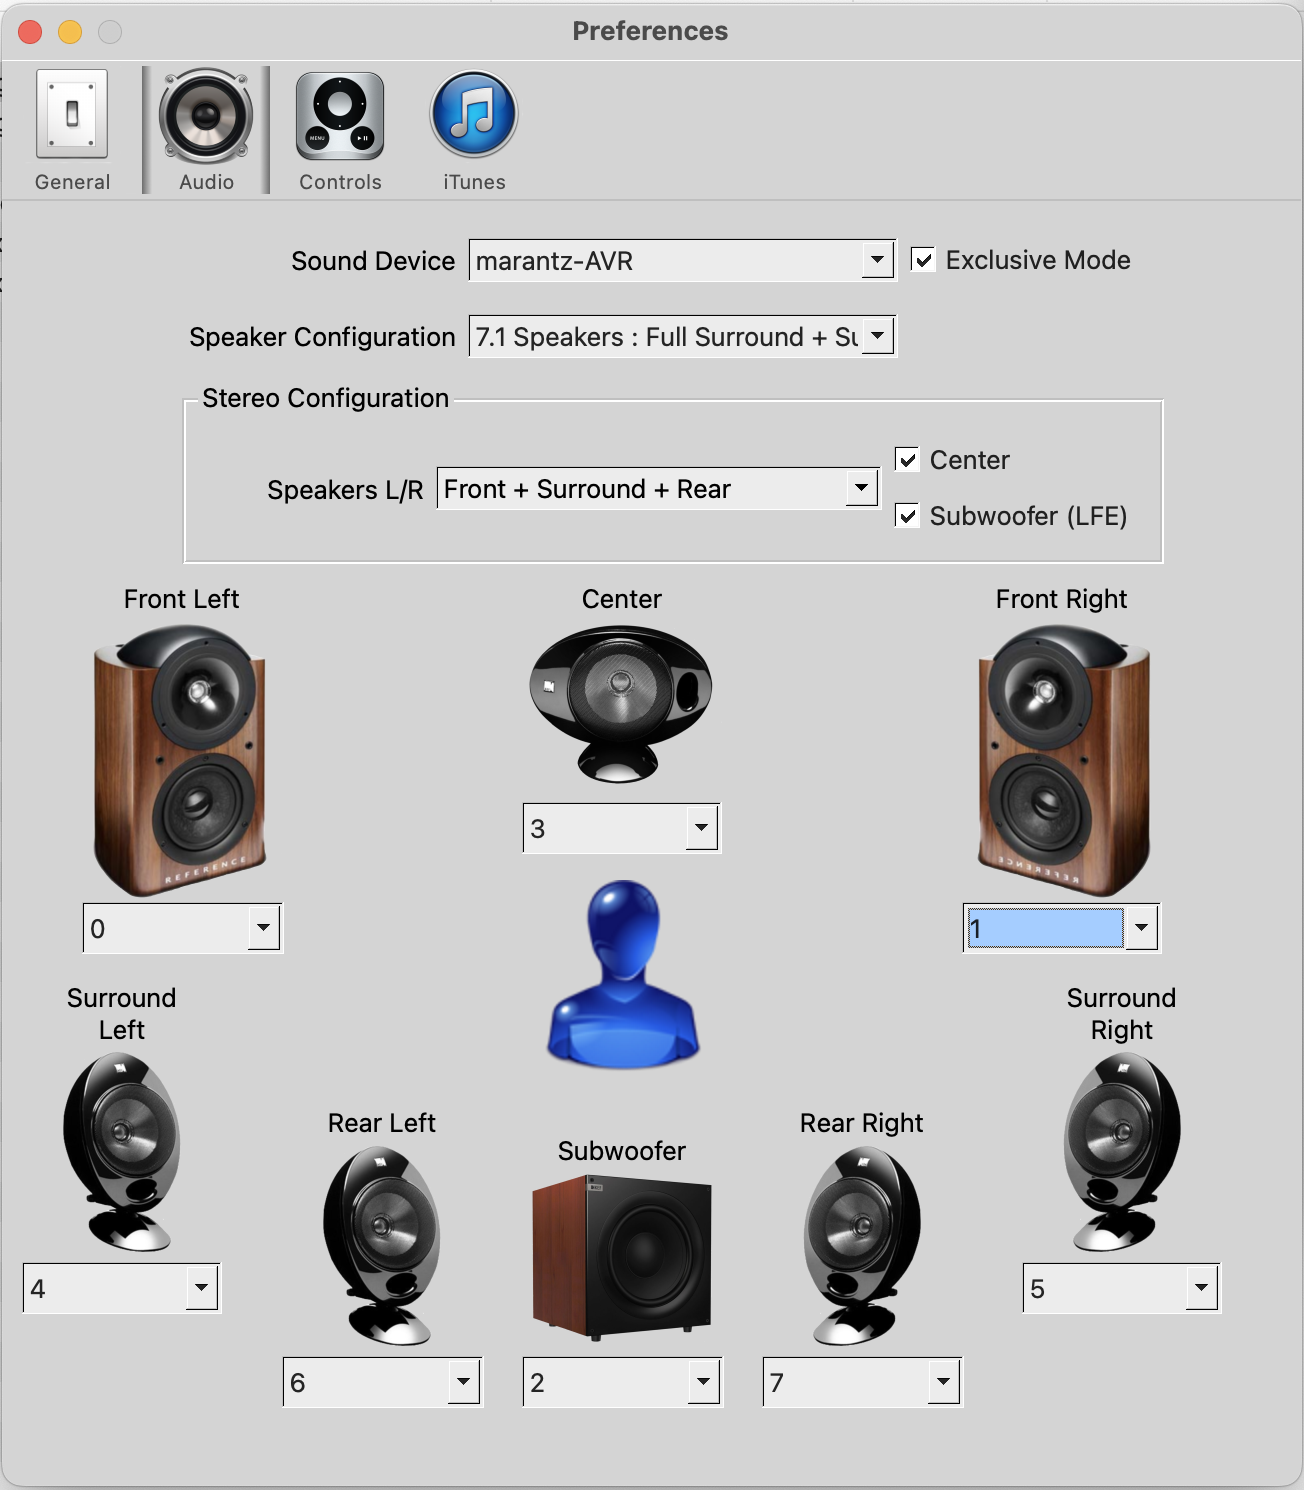 Preferences
MENU
General
Audio
Controls
iTunes
Sound Device
marantz-AVR
Exclusive Mode
Speaker Configuration
7.1 Speakers : Full Surround +
Stereo Configuration
Speakers L/R
Front + Surround + Rear
Center
Subwoofer (LFE)
Front Left
Center
Front Right
REFERENCE
REFERENCE
3
0
1
Surround
Left
Surround
Right
Rear Left
Subwoofer
Rear Right
4
5
6
2
7